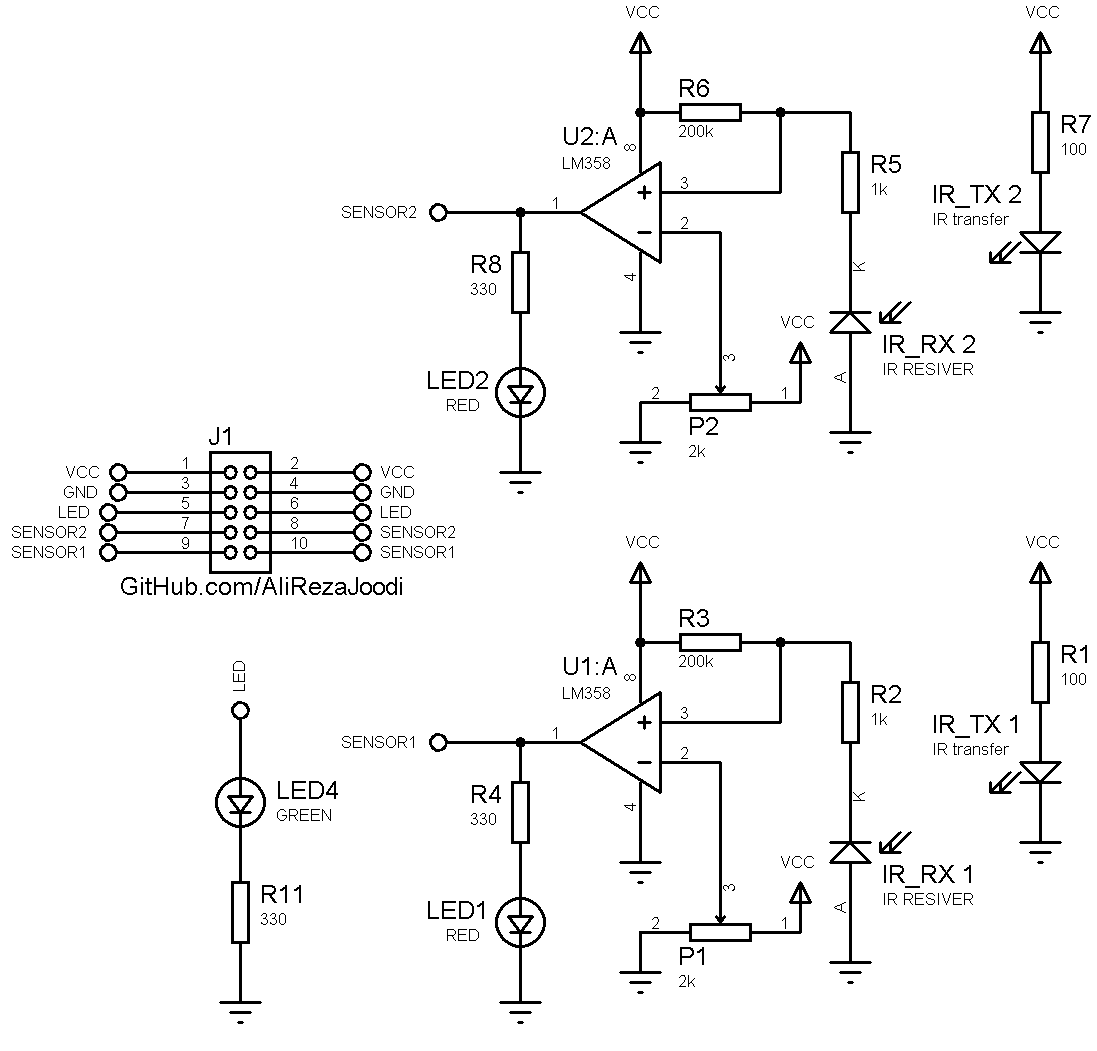 VCC
R6
200k
U2:A
LM358
8
3
2
1
4
SENSOR2
R8
330
LED2
RED
R5
1k
K
A
IR_RX 2
IR RESIVER
VCC
3
2
1
P2
2k
VCC
R7
100
IR_TX 2
IR transfer
J1
VCC 1 2 VCC
GND 3 4 GND
LED 5 6 LED
SENSOR2 7 8 SENSOR2
SENSOR1 9 10 SENSOR1
GitHub.com/AliRezaJoodi
LED
LED4
GREEN
R11
330
VCC
R3
200k
U1:A
LM358
8
3
2
1
4
SENSOR1
R4
330
LED1
RED
R2
1k
K
A
IR_RX 1
IR RESIVER
VCC
3
2
1
P1
2k
VCC
R1
100
IR_TX 1
IR transfer